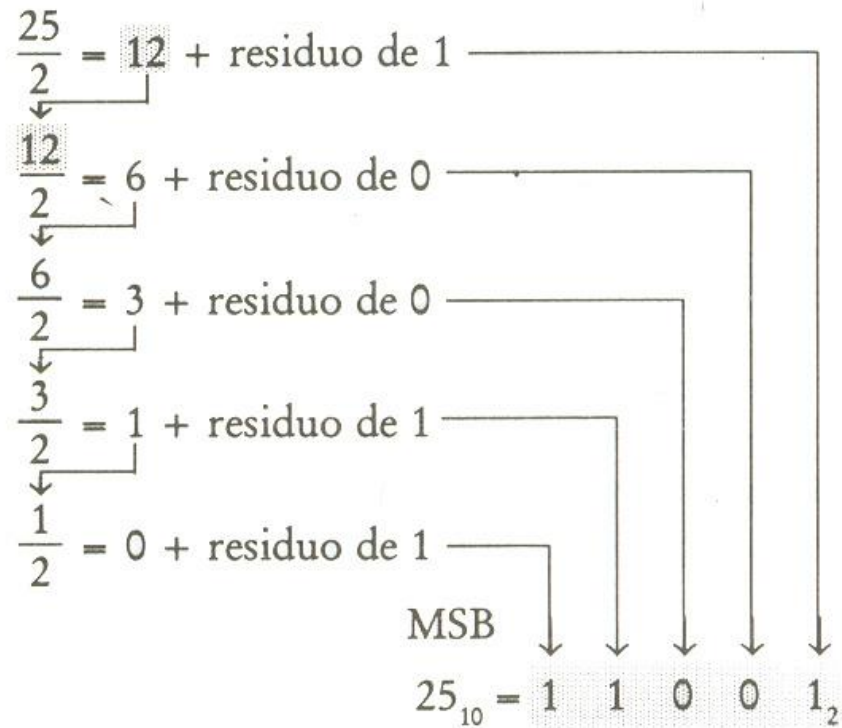 25
2 = 12 + residuo de 1
12
2 = 6 + residuo de 0
6
2 = 3 + residuo de 0
3
2 = 1 + residuo de 1
1
2 = 0 + residuo de 1
MSB
25₁₀ = 1 1 0 0 1₂